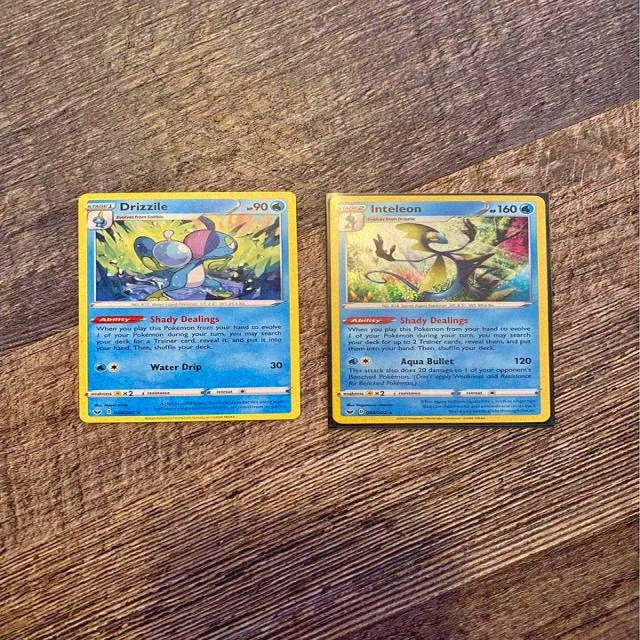 STAGE 1
Drizzile
HP 90
Evolves from Sobble
Ability
Shady Dealings
When you play this Pokémon from your hand to evolve
1 of your Pokémon during your turn, you may search
your deck for a Trainer card, reveal it, and put it into
your hand. Then, shuffle your deck.
Water Drip
30
weakness
×2
resistance
retreat
STAGE 2
Inteleon
HP 160
Evolves from Drizzile
Ability
Shady Dealings
When you play this Pokémon from your hand to evolve
1 of your Pokémon during your turn, you may search
your deck for up to 2 Trainer cards, reveal them, and put
them into your hand. Then, shuffle your deck.
Aqua Bullet
120
This attack also does 20 damage to 1 of your opponent's
Benched Pokémon. (Don't apply Weakness and Resistance
for Benched Pokémon.)
weakness
×2
resistance
retreat